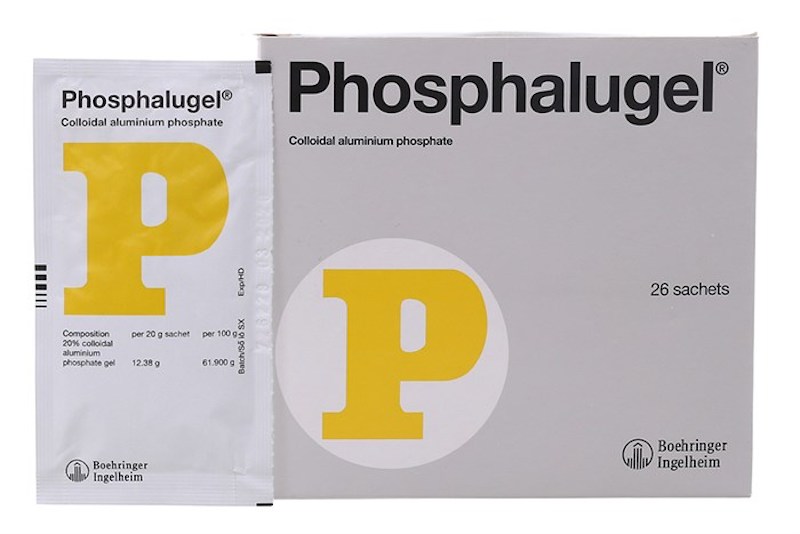 Phosphalugel®
Colloidal aluminium phosphate
P
Composition per 20 g sachet per 100 g
20% colloidal
aluminium
phosphate gel 12.38 g 61.900 g
Batch/Số lô SX Exp/HD
Boehringer
Ingelheim
Phosphalugel®
Colloidal aluminium phosphate
P
26 sachets
Boehringer
Ingelheim